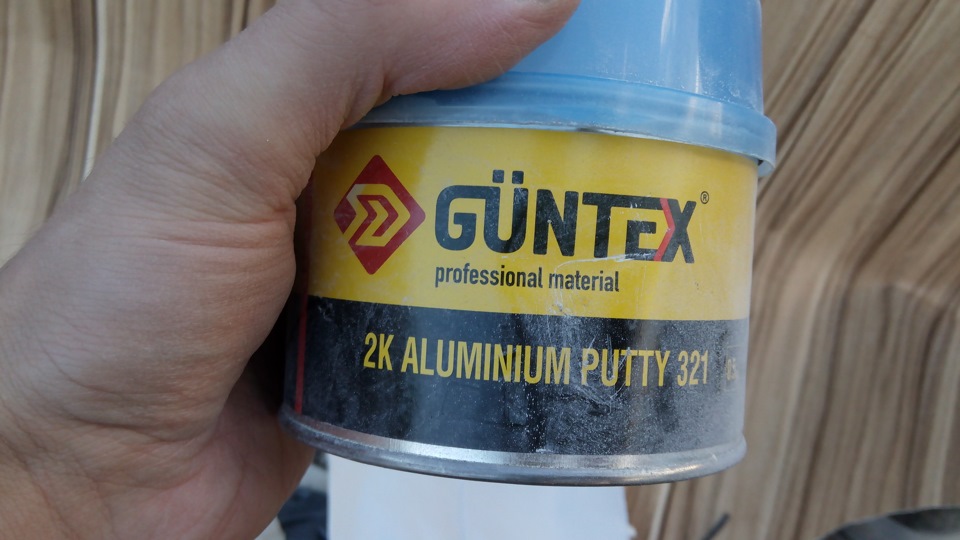 GÜNTEX®
professional material
2K ALUMINIUM PUTTY 321